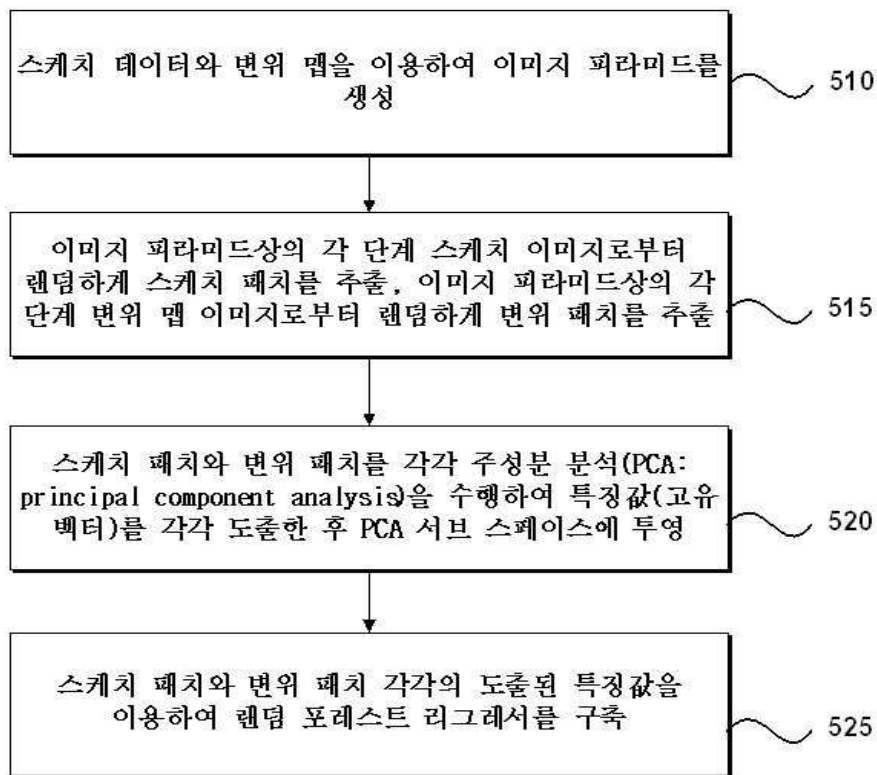 스케치 데이터와 변위 맵을 이용하여 이미지 피라미드를
생성
510
이미지 피라미드상의 각 단계 스케치 이미지로부터
랜덤하게 스케치 패치를 추출, 이미지 피라미드상의 각
단계 변위 맵 이미지로부터 랜덤하게 변위 패치를 추출
515
스케치 패치와 변위 패치를 각각 주성분 분석(PCA:
principal component analysis)을 수행하여 특징값(고유
벡터)를 각각 도출한 후 PCA 서브 스페이스에 투영
520
스케치 패치와 변위 패치 각각의 도출된 특징값을
이용하여 랜덤 포레스트 리그레서를 구축
525